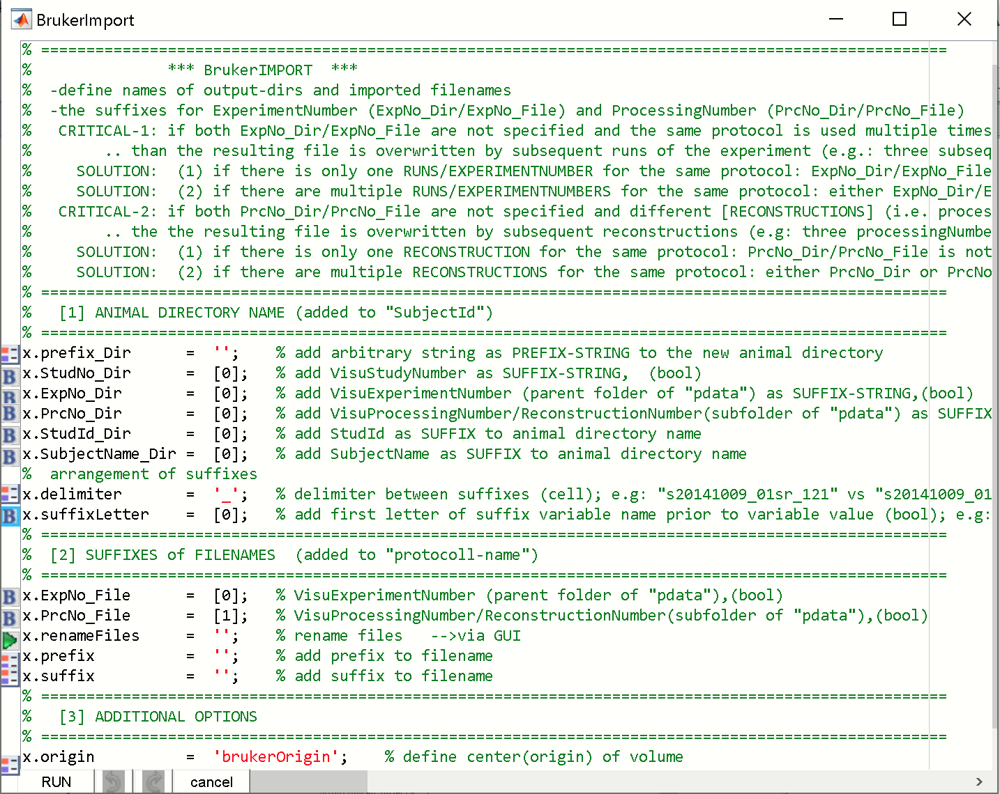 BrukerImport
% =====================================================================================================
% *** BrukerIMPORT ***
% -define names of output-dirs and imported filenames
% -the suffixes for ExperimentNumber (ExpNo_Dir/ExpNo_File) and ProcessingNumber (PrcNo_Dir/PrcNo_File)
% CRITICAL-1: if both ExpNo_Dir/ExpNo_File are not specified and the same protocol is used multiple times
% .. than the resulting file is overwritten by subsequent runs of the experiment (e.g.: three subseq
% SOLUTION: (1) if there is only one RUNS/EXPERIMENTNUMBER for the same protocol: ExpNo_Dir/ExpNo_File
% SOLUTION: (2) if there are multiple RUNS/EXPERIMENTNUMBERS for the same protocol: either ExpNo_Dir/E
% CRITICAL-2: if both PrcNo_Dir/PrcNo_File are not specified and different [RECONSTRUCTIONS] (i.e. proces
% .. the the resulting file is overwritten by subsequent reconstructions (e.g: three processingNumbe
% SOLUTION: (1) if there is only one RECONSTRUCTION for the same protocol: PrcNo_Dir/PrcNo_File is not
% SOLUTION: (2) if there are multiple RECONSTRUCTIONS for the same protocol: either PrcNo_Dir or PrcNo
% =====================================================================================================
% [1] ANIMAL DIRECTORY NAME (added to "SubjectId")
% =====================================================================================================
x.prefix_Dir = ''; % add arbitrary string as PREFIX-STRING to the new animal directory
B x.StudNo_Dir = [0]; % add VisuStudyNumber as SUFFIX-STRING, (bool)
B x.ExpNo_Dir = [0]; % add VisuExperimentNumber (parent folder of "pdata") as SUFFIX-STRING,(bool)
B x.PrcNo_Dir = [0]; % add VisuProcessingNumber/ReconstructionNumber(subfolder of "pdata") as SUFFIX
B x.StudId_Dir = [0]; % add StudId as SUFFIX to animal directory name
B x.SubjectName_Dir = [0]; % add SubjectName as SUFFIX to animal directory name
% arrangement of suffixes
x.delimiter = '_'; % delimiter between suffixes (cell); e.g: "s20141009_01sr_121" vs "s20141009_01
B x.suffixLetter = [0]; % add first letter of suffix variable name prior to variable value (bool); e.g:
% =====================================================================================================
% [2] SUFFIXES of FILENAMES (added to "protocoll-name")
% =====================================================================================================
B x.ExpNo_File = [0]; % VisuExperimentNumber (parent folder of "pdata"),(bool)
B x.PrcNo_File = [1]; % VisuProcessingNumber/ReconstructionNumber(subfolder of "pdata"),(bool)
x.renameFiles = ''; % rename files -->via GUI
x.prefix = ''; % add prefix to filename
x.suffix = ''; % add suffix to filename
% =====================================================================================================
% [3] ADDITIONAL OPTIONS
% =====================================================================================================
x.origin = 'brukerOrigin'; % define center(origin) of volume
RUN cancel